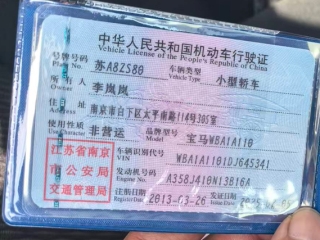 中华人民共和国机动车行驶证
Vehicle License of the People's Republic of China
号牌号码 苏A8ZS80 车辆类型 小型轿车
Plate No. Vehicle Type
所有人 李岚岚
Owner
住址 南京市白下区太平南路114号305室
Address
使用性质 非营运 品牌型号 宝马WBA1A110
Use Character Model
江苏省南京
市公安局
交通管理局
车辆识别代号 WBA1A1101DJ645341
VIN
发动机号码 A358J410N13B16A
Engine No.
注册日期 2013-03-26 发证日期
Register Date Issue Date